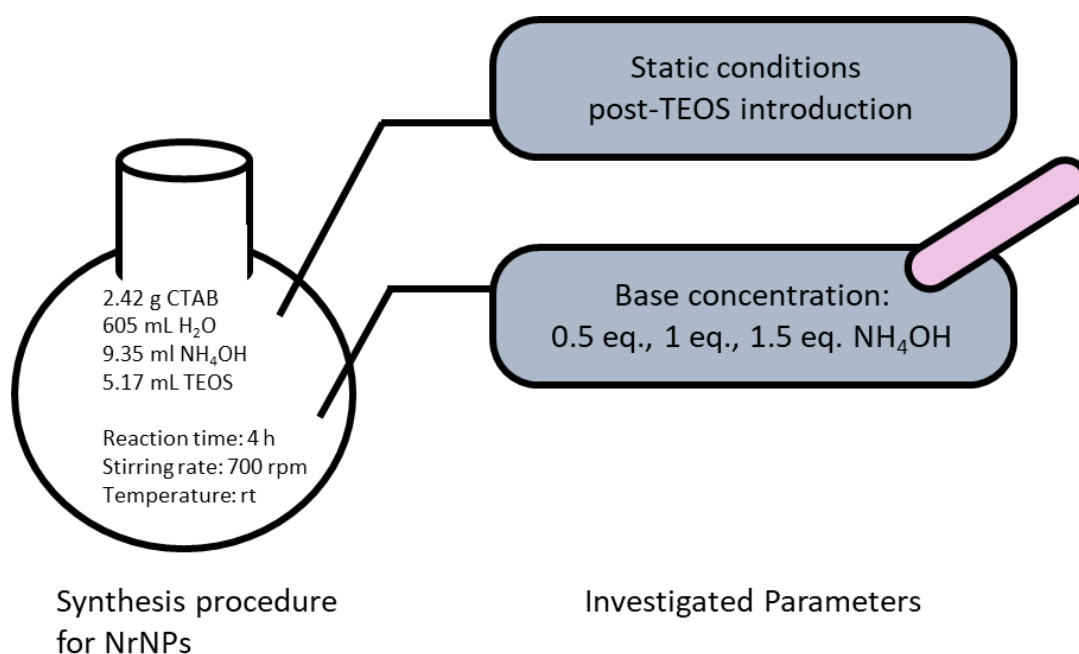 Static conditions
post-TEOS introduction
2.42 g CTAB
605 mL H₂O
9.35 ml NH₄OH
5.17 mL TEOS
Reaction time: 4 h
Stirring rate: 700 rpm
Temperature: rt
Base concentration:
0.5 eq., 1 eq., 1.5 eq. NH₄OH
Synthesis procedure
for NrNPs
Investigated Parameters